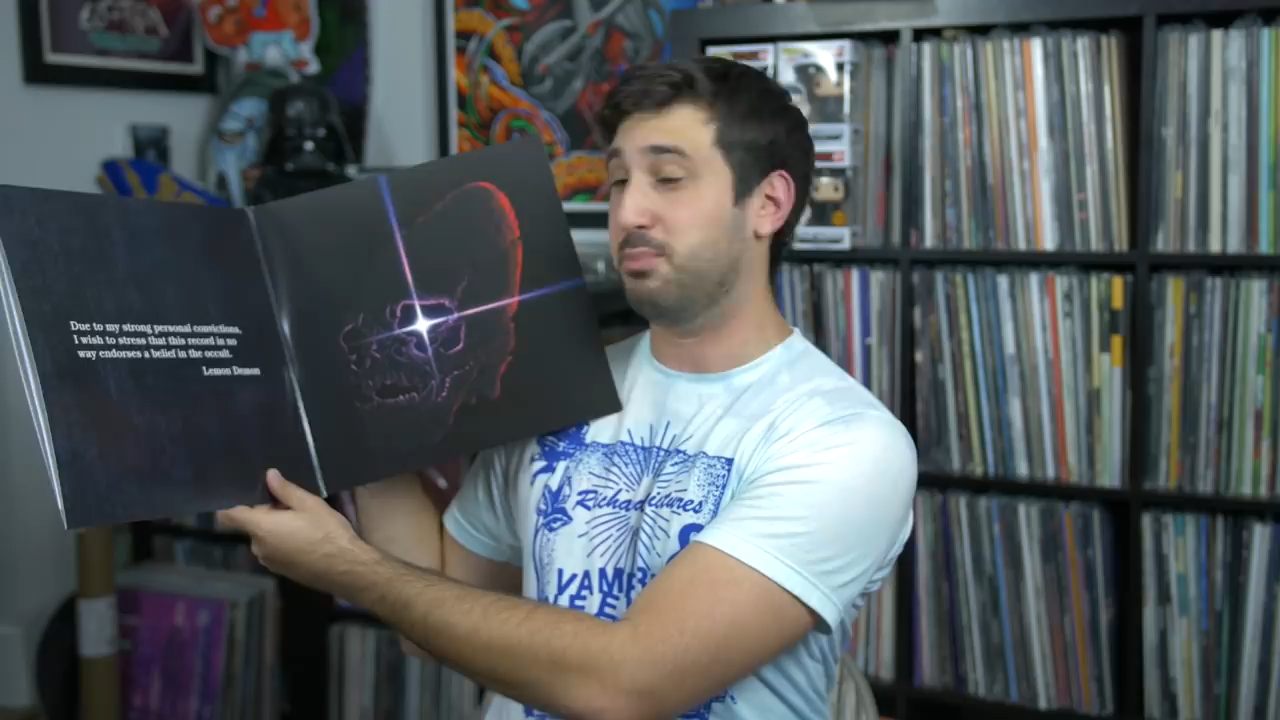 Due to my strong personal convictions,
I wish to stress that this record in no
way endorses a belief in the occult.
Lemon Demon